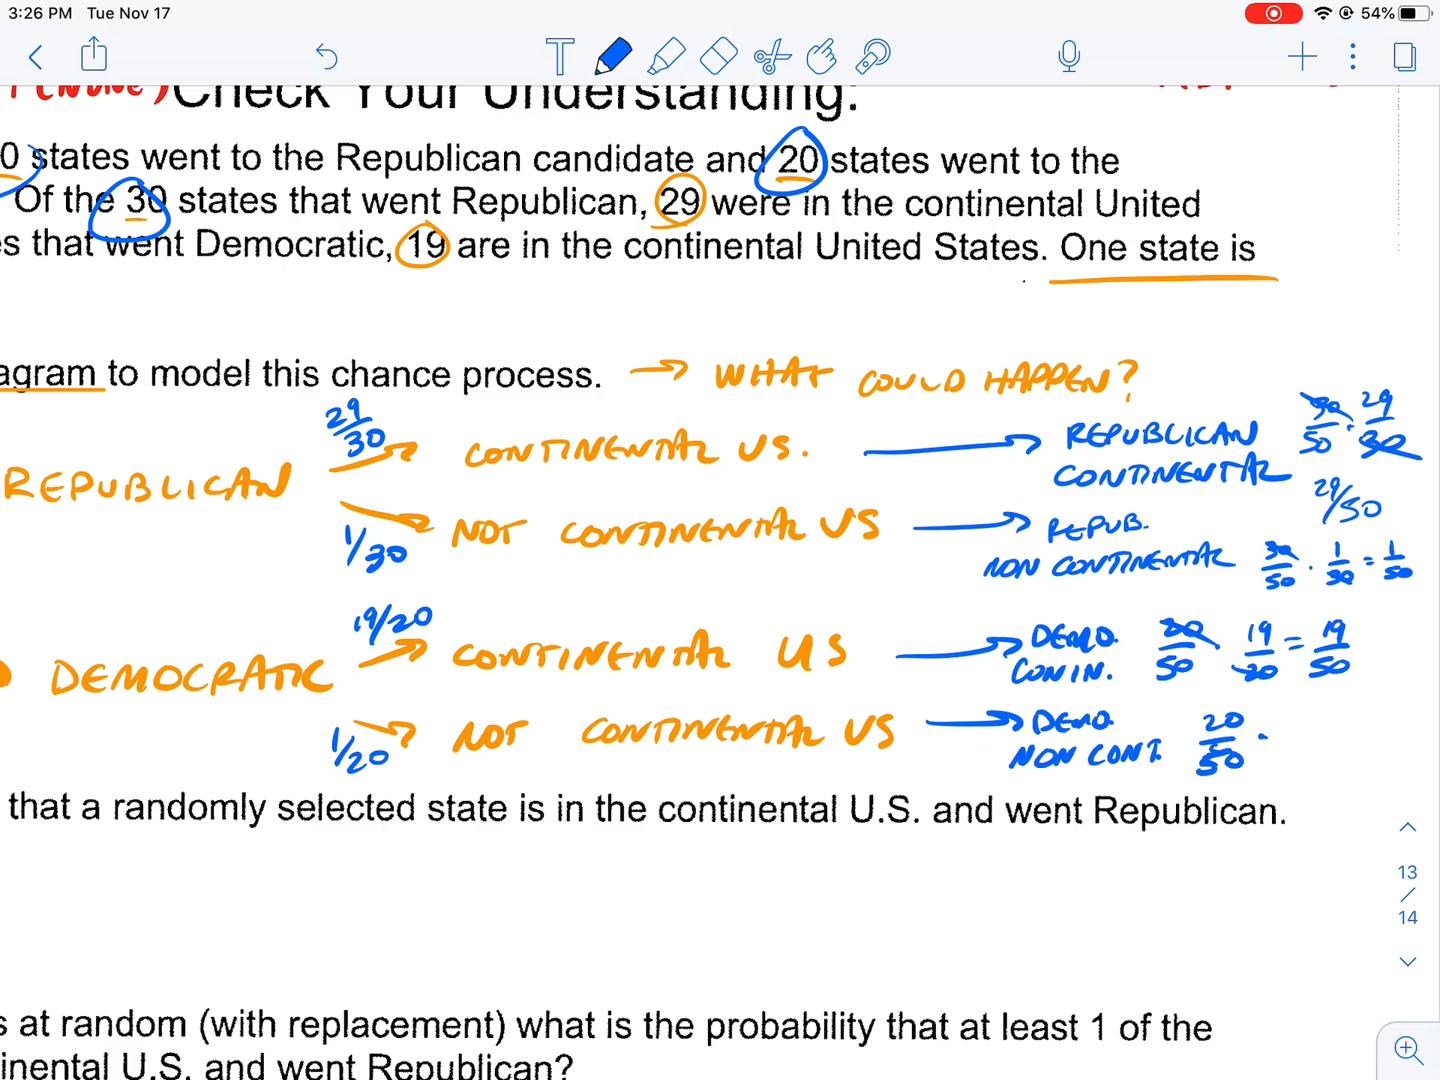 3:26 PM Tue Nov 17 54%
Check Your Understanding:
0 states went to the Republican candidate and 20 states went to the
Of the 30 states that went Republican, 29 were in the continental United
s that went Democratic, 19 are in the continental United States. One state is
agram to model this chance process. → WHAT COULD HAPPEN?
29/30 → CONTINENTAL US. → REPUBLICAN CONTINENTAL 30/50 · 29/30
REPUBLICAN
29/50
1/30 → NOT CONTINENTAL US → REPUB. NON CONTINENTAL 30/50 · 1/30 = 1/50
19/20 → CONTINENTAL US → DEMO. CONTIN. 20/50 · 19/20 = 19/50
DEMOCRATIC
1/20 → NOT CONTINENTAL US → DEMO. NON CONT. 20/50 ·
that a randomly selected state is in the continental U.S. and went Republican.
13
/
14
s at random (with replacement) what is the probability that at least 1 of the
inental U.S. and went Republican?